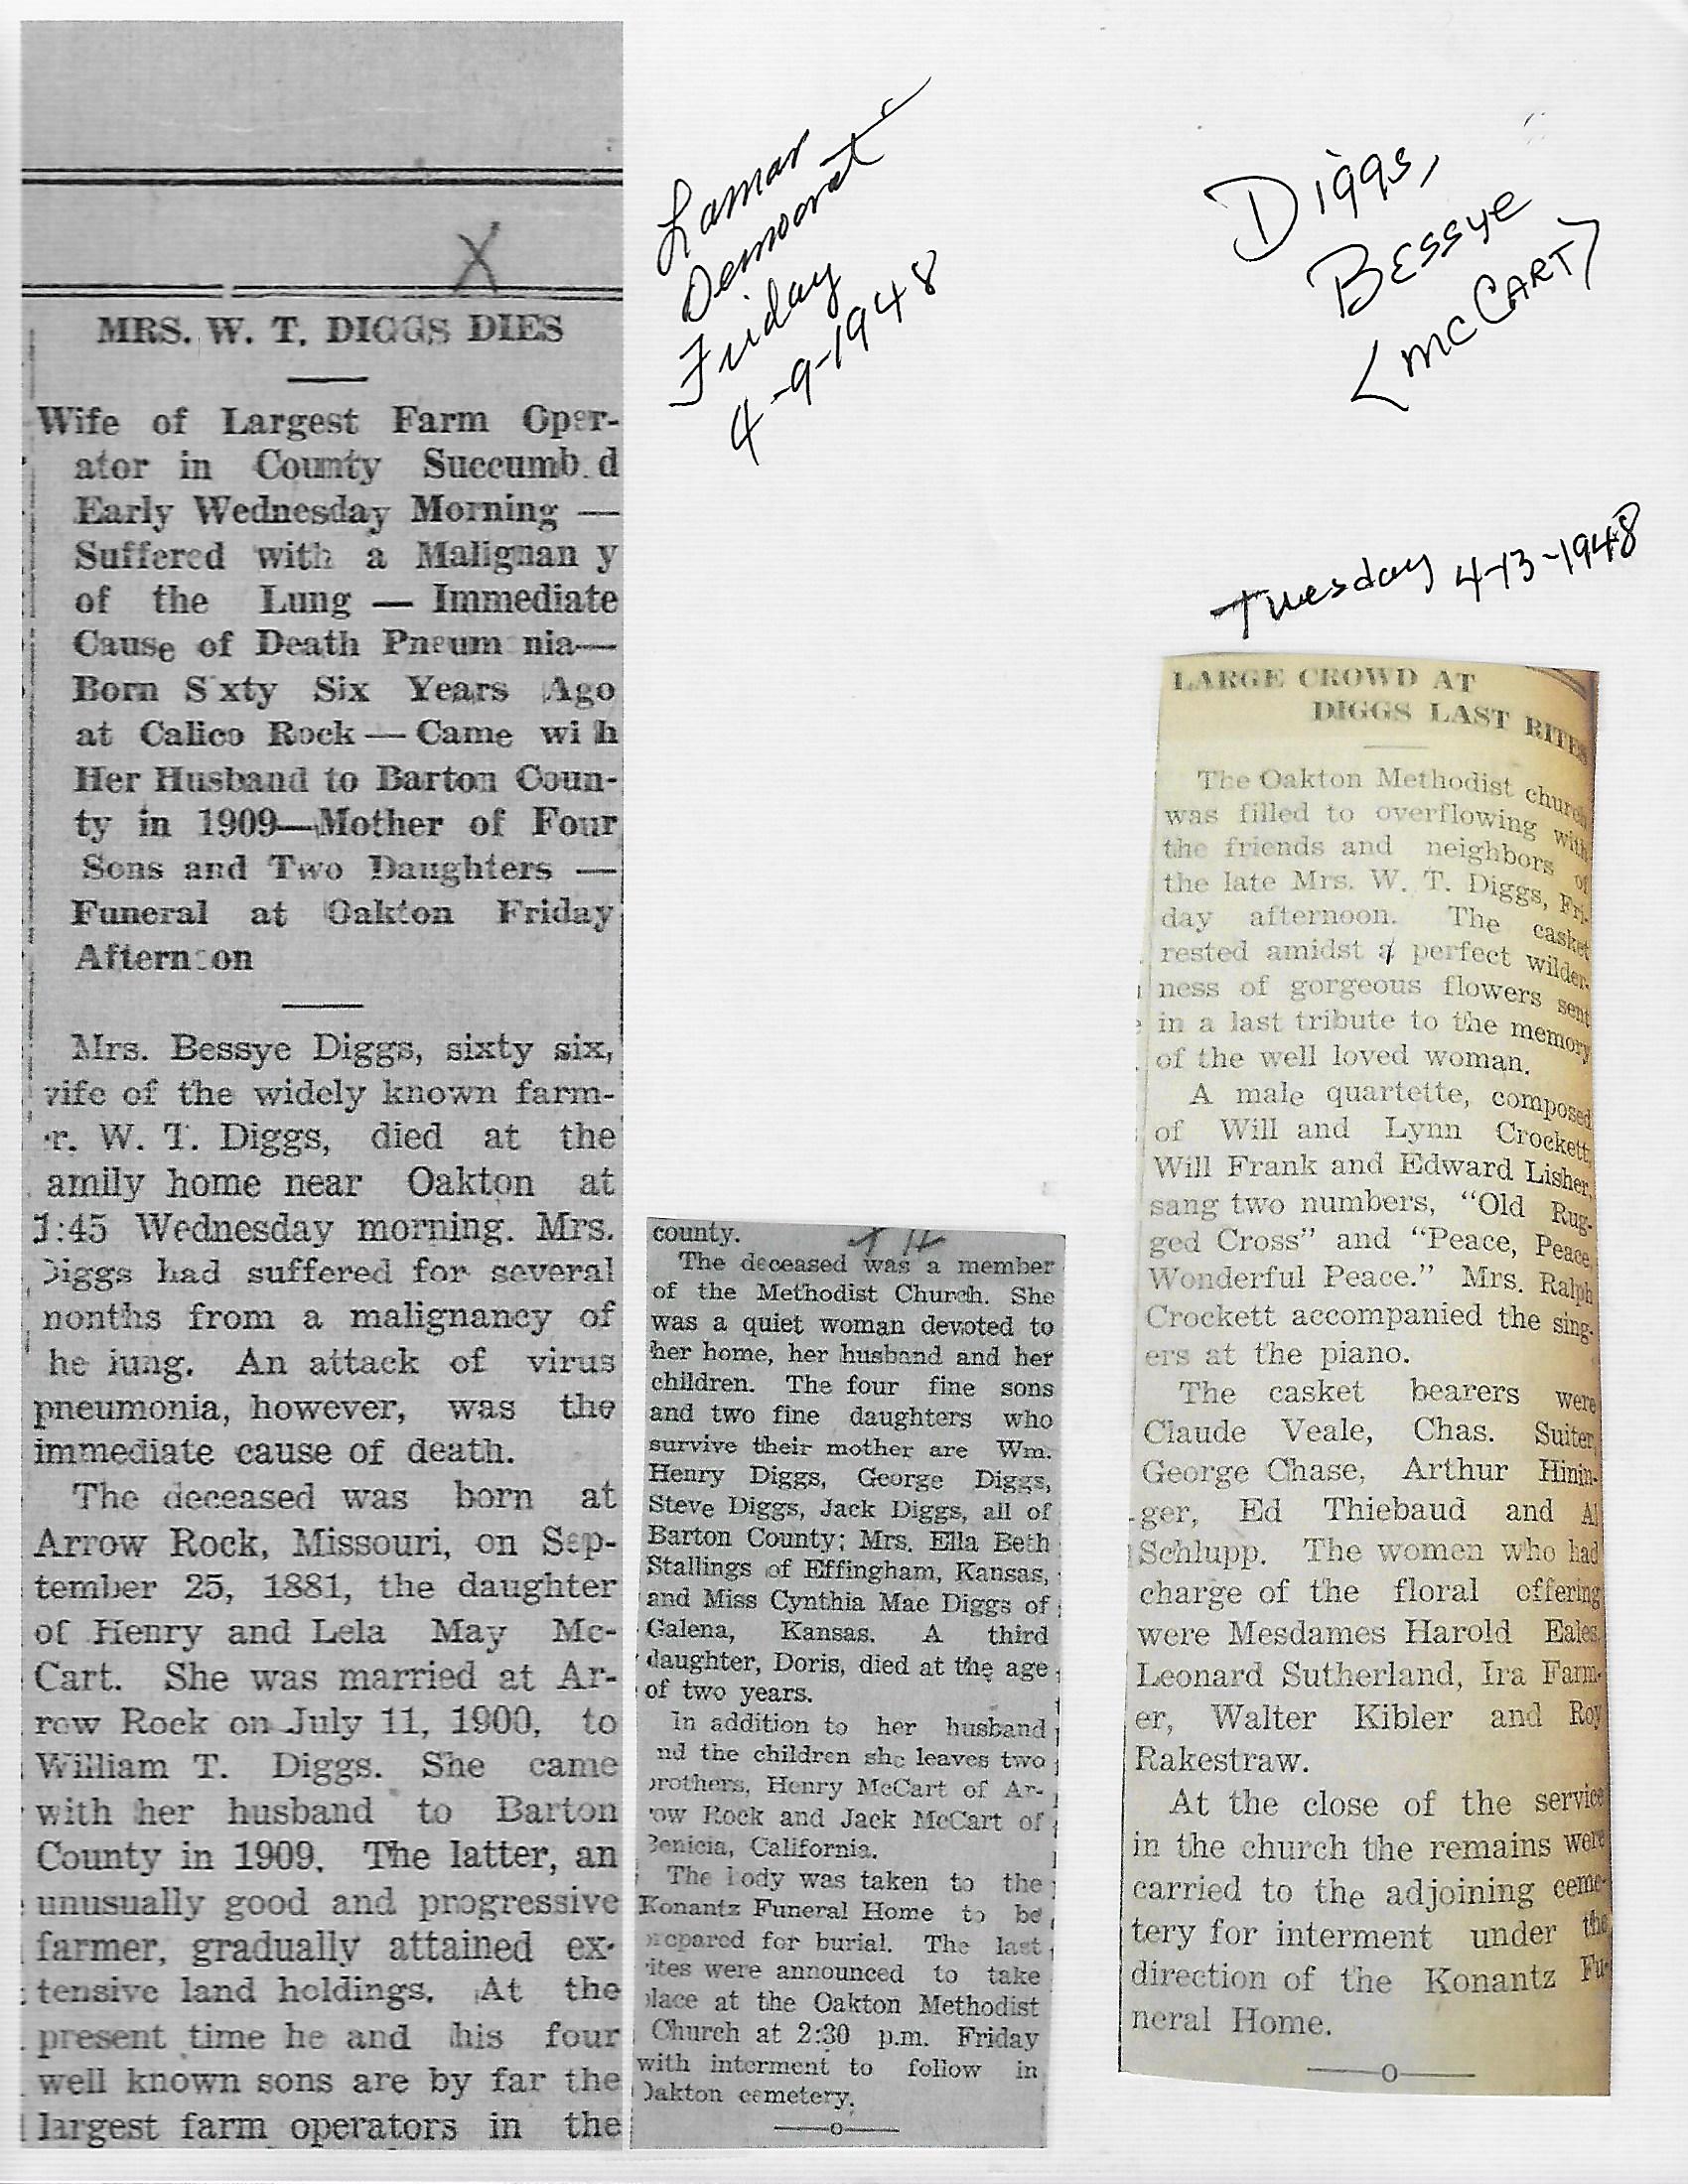 Lamar
Democrat
Friday
4-9-1948
Diggs,
Bessye
(McCART)
MRS. W. T. DIGGS DIES
Wife of Largest Farm Oper-
ator in County Succumb d
Early Wednesday Morning —
Suffered with a Malignan y
of the Lung — Immediate
Cause of Death Pneum nia—
Born S xty Six Years Ago
at Calico Rock — Came wi h
Her Husband to Barton Coun-
ty in 1909—Mother of Four
Sons and Two Daughters —
Funeral at Oakton Friday
Afternoon
Mrs. Bessye Diggs, sixty six,
vife of the widely known farm-
r. W. T. Diggs, died at the
amily home near Oakton at
1:45 Wednesday morning. Mrs.
Diggs had suffered for several
nonths from a malignancy of
he lung. An attack of virus
pneumonia, however, was the
immediate cause of death.
The deceased was born at
Arrow Rock, Missouri, on Sep-
tember 25, 1881, the daughter
of Henry and Lela May Mc-
Cart. She was married at Ar-
row Rock on July 11, 1900, to
William T. Diggs. She came
with her husband to Barton
County in 1909. The latter, an
unusually good and progressive
farmer, gradually attained ex-
tensive land holdings. At the
present time he and his four
well known sons are by far the
largest farm operators in the
county.
The deceased was a member
of the Methodist Church. She
was a quiet woman devoted to
her home, her husband and her
children. The four fine sons
and two fine daughters who
survive their mother are Wm.
Henry Diggs, George Diggs,
Steve Diggs, Jack Diggs, all of
Barton County; Mrs. Ella Beth
Stallings of Effingham, Kansas,
and Miss Cynthia Mae Diggs of
Galena, Kansas. A third
daughter, Doris, died at the age
of two years.
In addition to her husband
nd the children she leaves two
brothers, Henry McCart of Ar-
row Rock and Jack McCart of
Benicia, California.
The body was taken to the
Konantz Funeral Home to be
prepared for burial. The last
rites were announced to take
place at the Oakton Methodist
Church at 2:30 p.m. Friday
with interment to follow in
Oakton cemetery.
—o—
Tuesday 4-13-1948
LARGE CROWD AT
DIGGS LAST RITES
The Oakton Methodist church
was filled to overflowing with
the friends and neighbors of
the late Mrs. W. T. Diggs, Fri-
day afternoon. The casket
rested amidst a perfect wilder-
ness of gorgeous flowers sent
in a last tribute to the memory
of the well loved woman.
A male quartette, composed
of Will and Lynn Crockett,
Will Frank and Edward Lisher,
sang two numbers, "Old Rug-
ged Cross" and "Peace, Peace,
Wonderful Peace." Mrs. Ralph
Crockett accompanied the sing-
ers at the piano.
The casket bearers were
Claude Veale, Chas. Suiter,
George Chase, Arthur Hinin-
ger, Ed Thiebaud and Al
Schlupp. The women who had
charge of the floral offering
were Mesdames Harold Eales,
Leonard Sutherland, Ira Farm-
er, Walter Kibler and Roy
Rakestraw.
At the close of the service
in the church the remains were
carried to the adjoining ceme-
tery for interment under the
direction of the Konantz Fu-
neral Home.
—o—